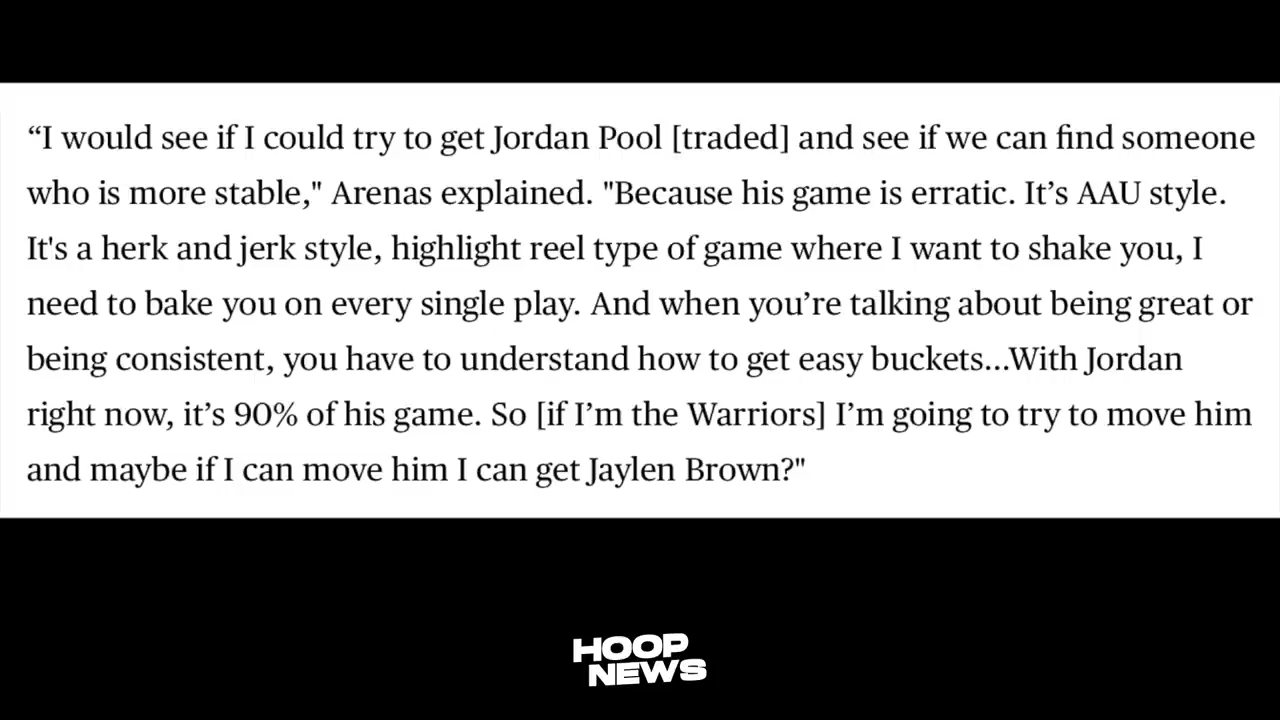 “I would see if I could try to get Jordan Pool [traded] and see if we can find someone
who is more stable," Arenas explained. "Because his game is erratic. It’s AAU style.
It's a herk and jerk style, highlight reel type of game where I want to shake you, I
need to bake you on every single play. And when you’re talking about being great or
being consistent, you have to understand how to get easy buckets...With Jordan
right now, it’s 90% of his game. So [if I’m the Warriors] I’m going to try to move him
and maybe if I can move him I can get Jaylen Brown?"
HOOP
NEWS